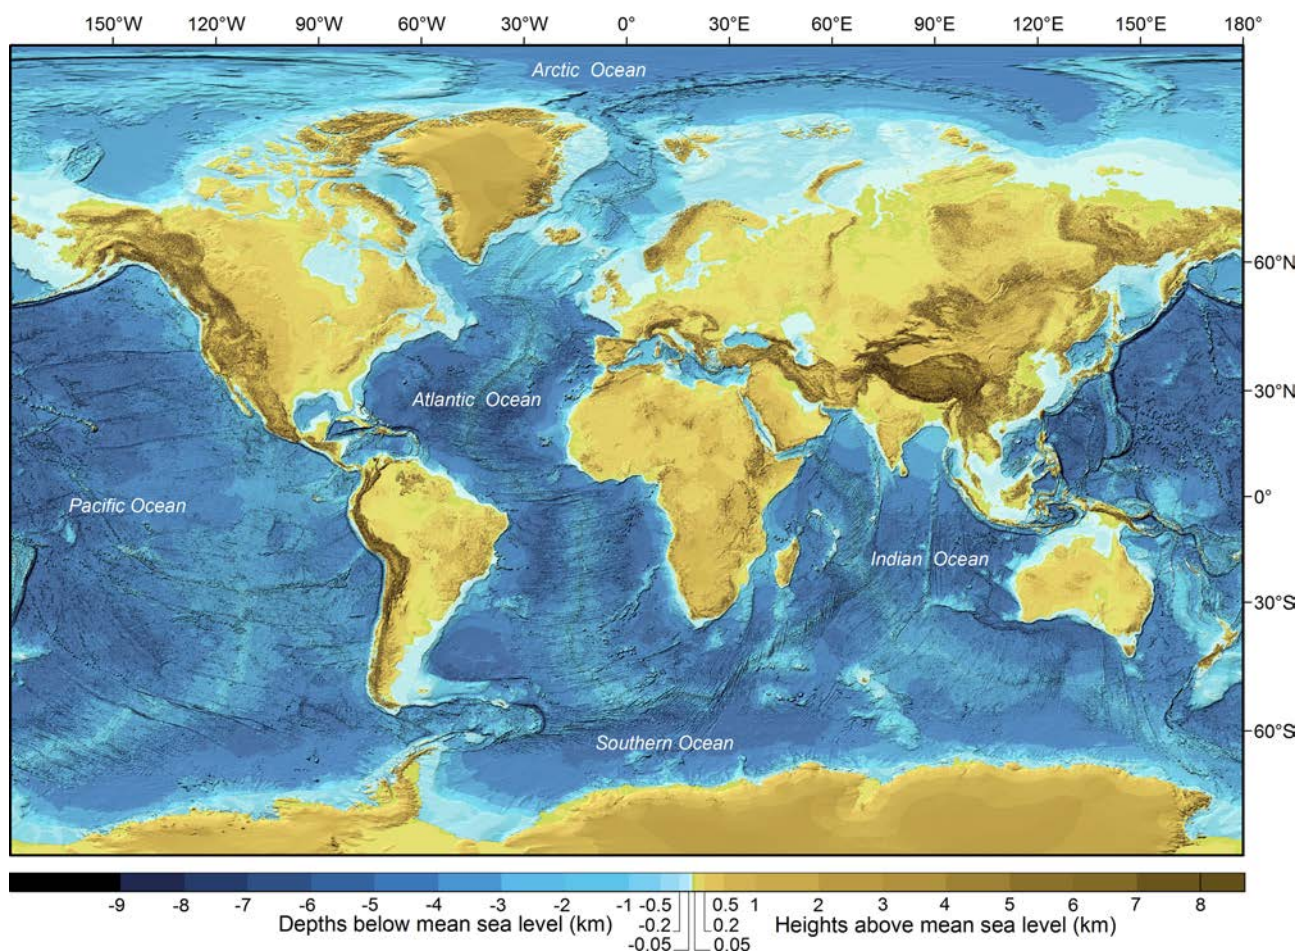 150°W 120°W 90°W 60°W 30°W 0° 30°E 60°E 90°E 120°E 150°E 180°
Arctic Ocean
60°N
Atlantic Ocean
30°N
Pacific Ocean
0°
Indian Ocean
30°S
Southern Ocean
60°S
-9 -8 -7 -6 -5 -4 -3 -2 -1 -0.5 0.5 1 2 3 4 5 6 7 8
Depths below mean sea level (km) -0.2 0.2 Heights above mean sea level (km)
-0.05 0.05